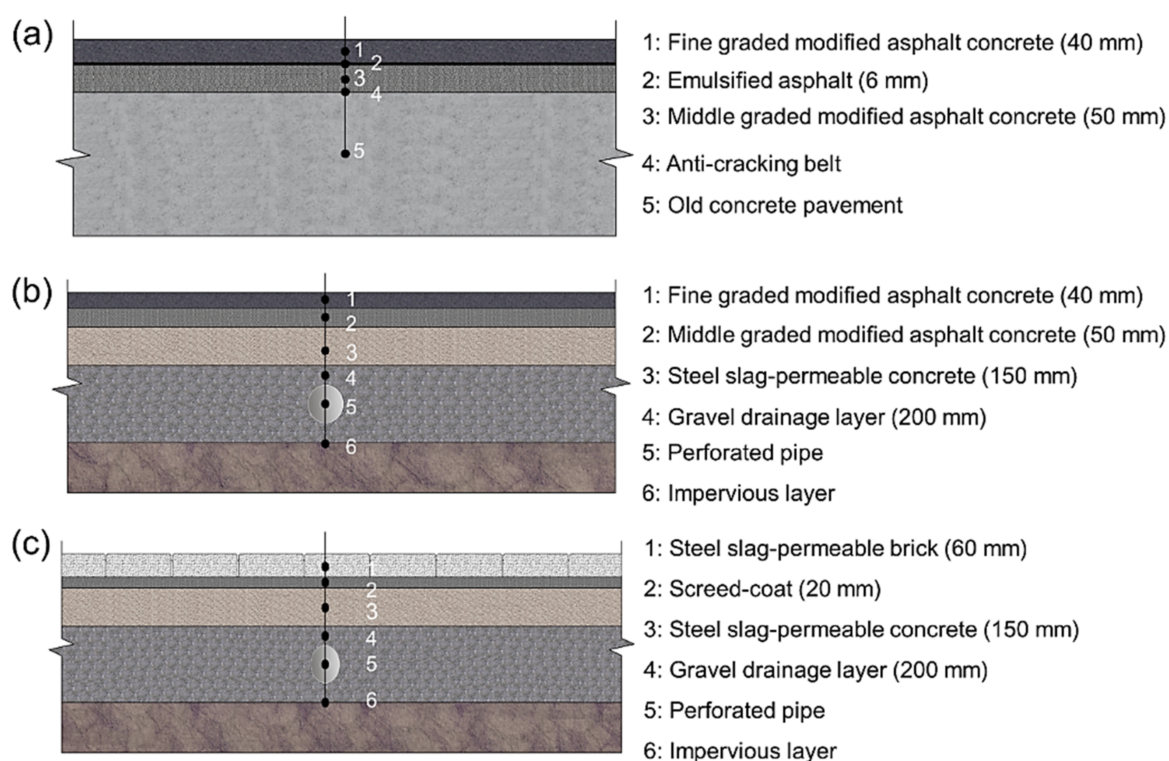 (a)
1
2
3
4
5
1: Fine graded modified asphalt concrete (40 mm)
2: Emulsified asphalt (6 mm)
3: Middle graded modified asphalt concrete (50 mm)
4: Anti-cracking belt
5: Old concrete pavement
(b)
1
2
3
4
5
6
1: Fine graded modified asphalt concrete (40 mm)
2: Middle graded modified asphalt concrete (50 mm)
3: Steel slag-permeable concrete (150 mm)
4: Gravel drainage layer (200 mm)
5: Perforated pipe
6: Impervious layer
(c)
1
2
3
4
5
6
1: Steel slag-permeable brick (60 mm)
2: Screed-coat (20 mm)
3: Steel slag-permeable concrete (150 mm)
4: Gravel drainage layer (200 mm)
5: Perforated pipe
6: Impervious layer